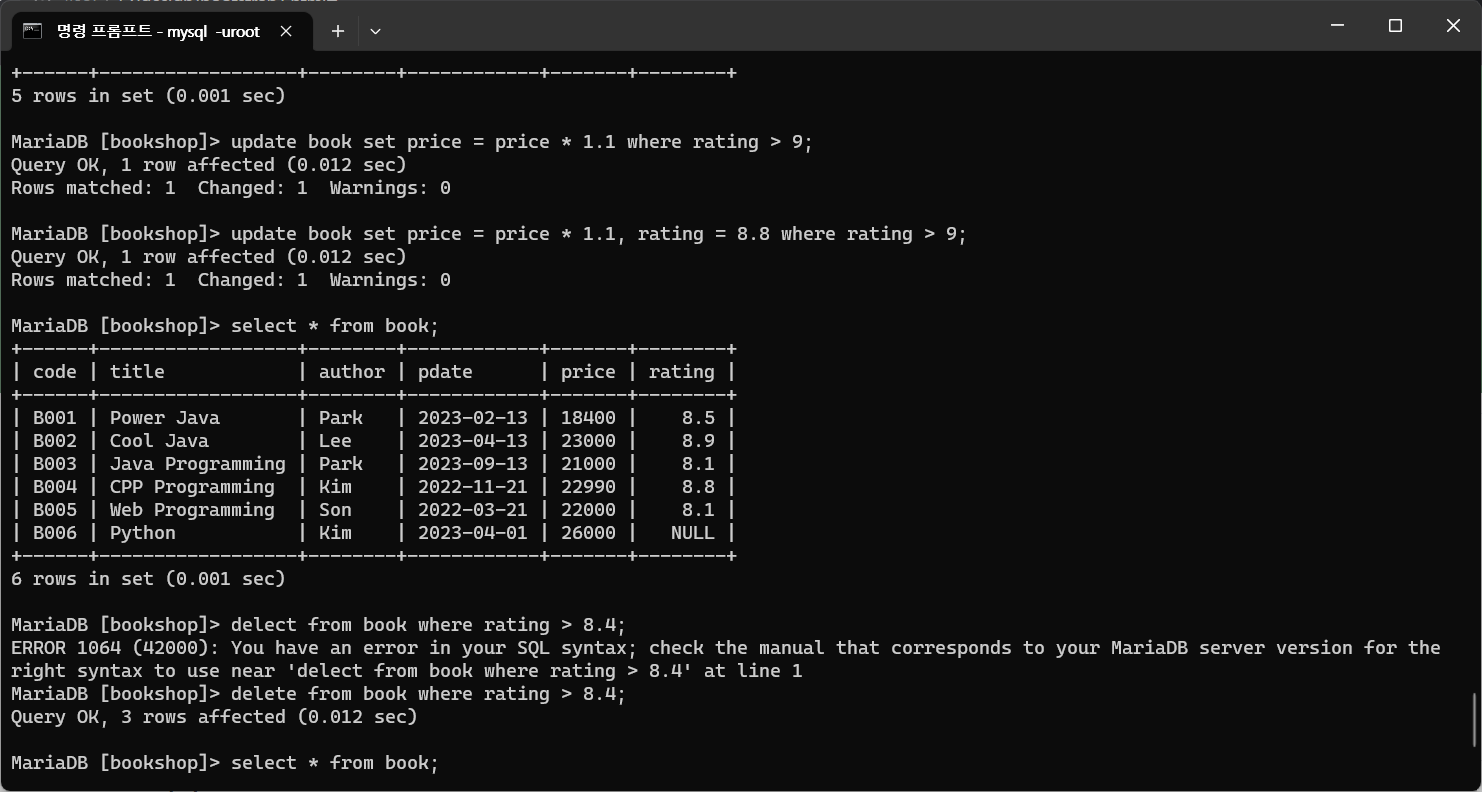 명령 프롬프트 - mysql  -uroot
+------+------------------+--------+------------+-------+--------+
5 rows in set (0.001 sec)
MariaDB [bookshop]> update book set price = price * 1.1 where rating > 9;
Query OK, 1 row affected (0.012 sec)
Rows matched: 1  Changed: 1  Warnings: 0
MariaDB [bookshop]> update book set price = price * 1.1, rating = 8.8 where rating > 9;
Query OK, 1 row affected (0.012 sec)
Rows matched: 1  Changed: 1  Warnings: 0
MariaDB [bookshop]> select * from book;
+------+------------------+--------+------------+-------+--------+
| code | title            | author | pdate      | price | rating |
+------+------------------+--------+------------+-------+--------+
| B001 | Power Java       | Park   | 2023-02-13 | 18400 |    8.5 |
| B002 | Cool Java        | Lee    | 2023-04-13 | 23000 |    8.9 |
| B003 | Java Programming | Park   | 2023-09-13 | 21000 |    8.1 |
| B004 | CPP Programming  | Kim    | 2022-11-21 | 22990 |    8.8 |
| B005 | Web Programming  | Son    | 2022-03-21 | 22000 |    8.1 |
| B006 | Python           | Kim    | 2023-04-01 | 26000 |   NULL |
+------+------------------+--------+------------+-------+--------+
6 rows in set (0.001 sec)
MariaDB [bookshop]> delect from book where rating > 8.4;
ERROR 1064 (42000): You have an error in your SQL syntax; check the manual that corresponds to your MariaDB server version for the
right syntax to use near 'delect from book where rating > 8.4' at line 1
MariaDB [bookshop]> delete from book where rating > 8.4;
Query OK, 3 rows affected (0.012 sec)
MariaDB [bookshop]> select * from book;